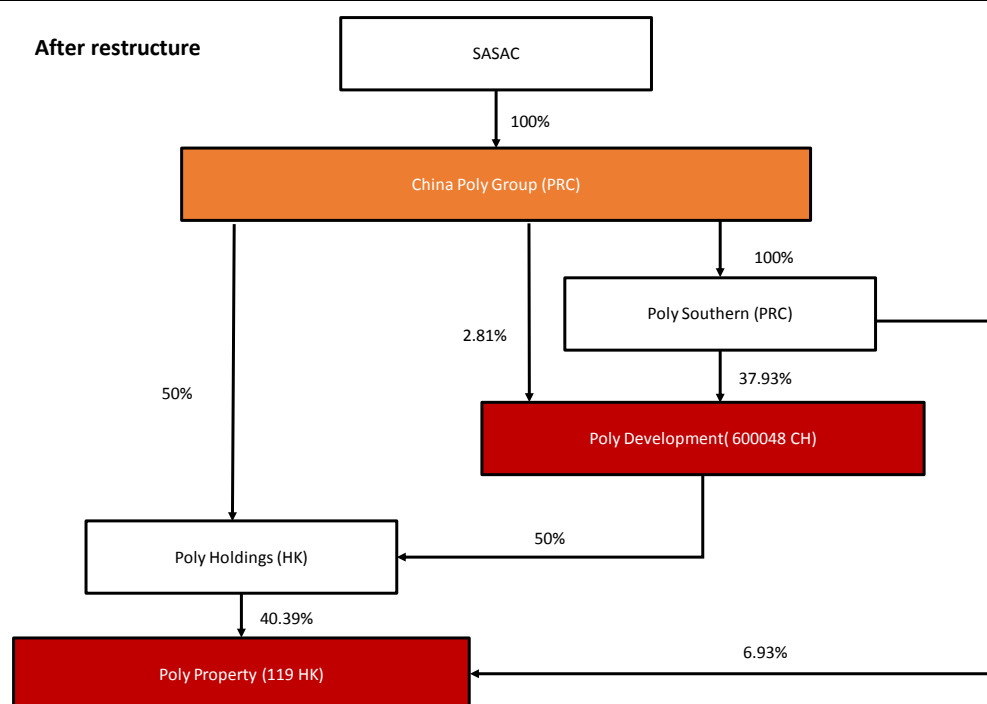 After restructure
SASAC
100%
China Poly Group (PRC)
100%
Poly Southern (PRC)
2.81%
37.93%
50%
Poly Development( 600048 CH)
50%
Poly Holdings (HK)
40.39%
6.93%
Poly Property (119 HK)